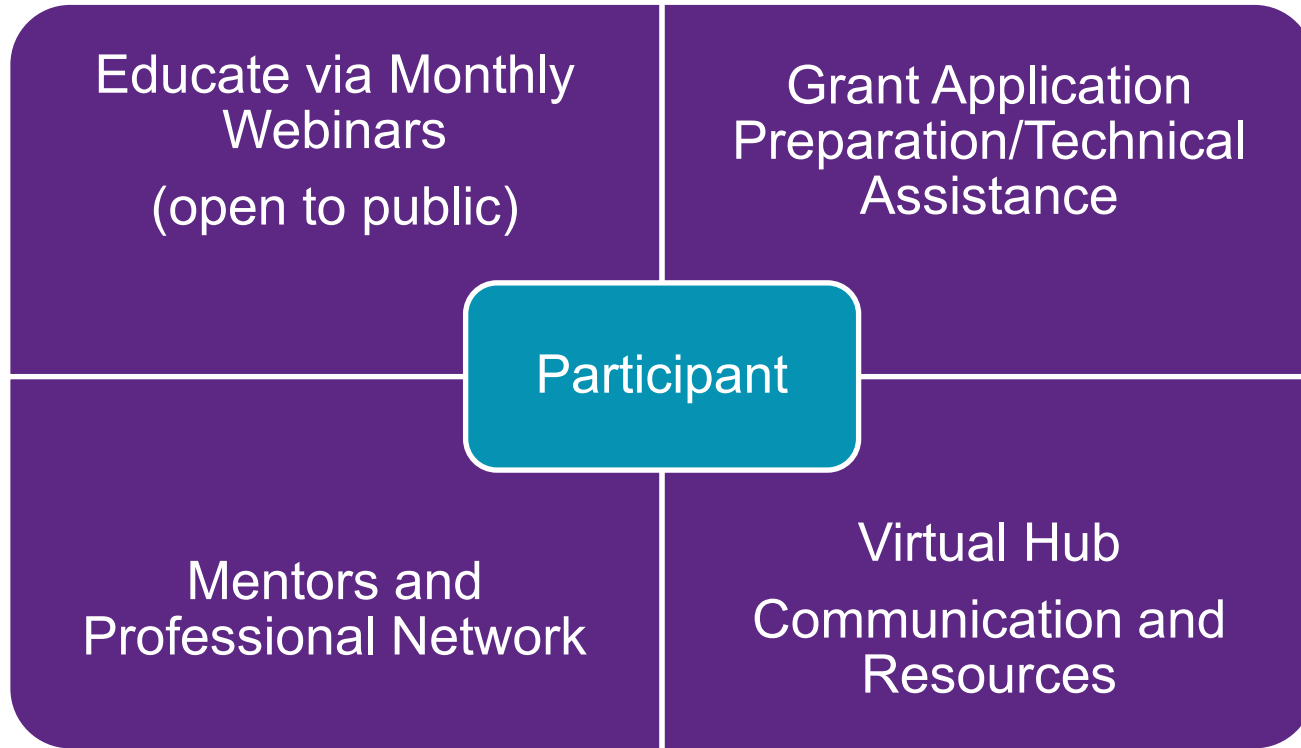 Educate via Monthly
Webinars
(open to public)
Grant Application
Preparation/Technical
Assistance
Participant
Mentors and
Professional Network
Virtual Hub
Communication and
Resources